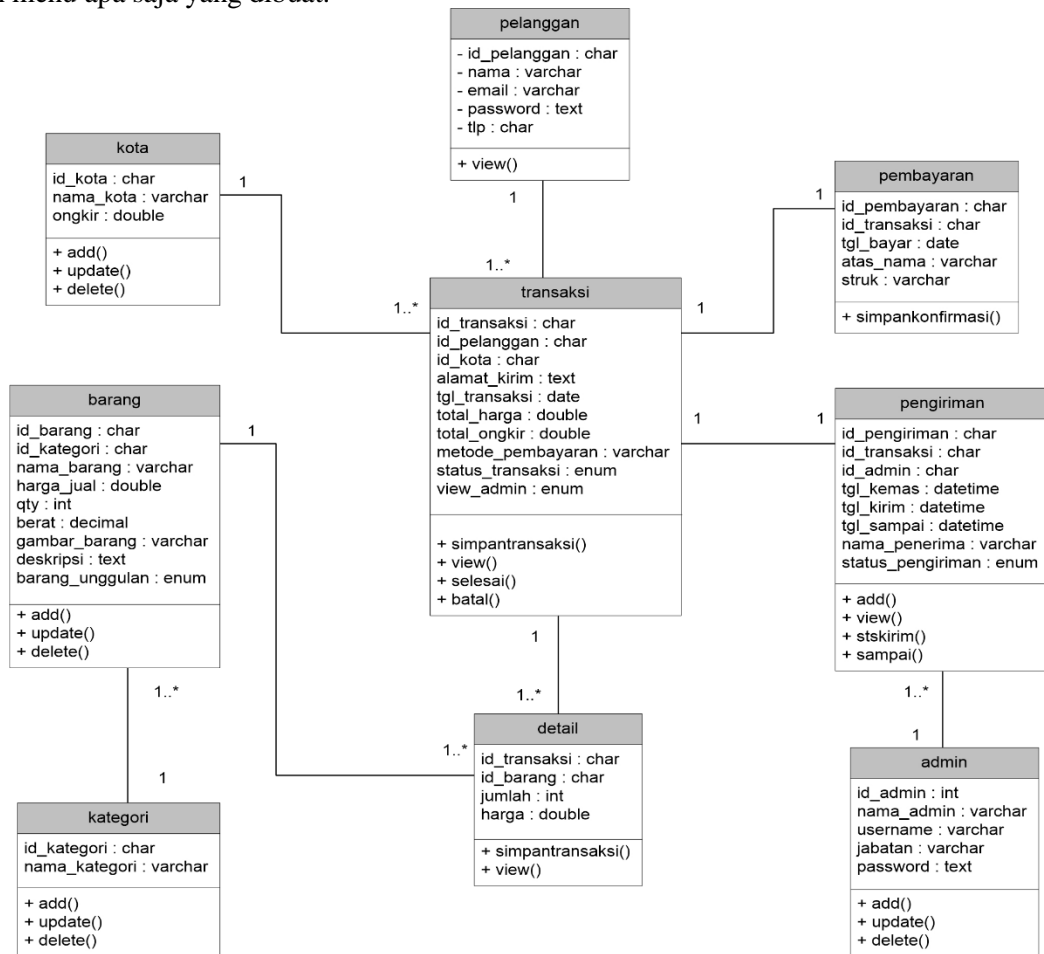 menu apa saja yang dibuat.
pelanggan
- id_pelanggan : char
- nama : varchar
- email : varchar
- password : text
- tlp : char
+ view()
kota
id_kota : char
nama_kota : varchar
ongkir : double
+ add()
+ update()
+ delete()
1
1
1
pembayaran
id_pembayaran : char
id_transaksi : char
tgl_bayar : date
atas_nama : varchar
struk : varchar
+ simpankonfirmasi()
1..*
1..*
1
transaksi
id_transaksi : char
id_pelanggan : char
id_kota : char
alamat_kirim : text
tgl_transaksi : date
total_harga : double
total_ongkir : double
metode_pembayaran : varchar
status_transaksi : enum
view_admin : enum
+ simpantransaksi()
+ view()
+ selesai()
+ batal()
barang
id_barang : char
id_kategori : char
nama_barang : varchar
harga_jual : double
qty : int
berat : decimal
gambar_barang : varchar
deskripsi : text
barang_unggulan : enum
+ add()
+ update()
+ delete()
1
1
1
pengiriman
id_pengiriman : char
id_transaksi : char
id_admin : char
tgl_kemas : datetime
tgl_kirim : datetime
tgl_sampai : datetime
nama_penerima : varchar
status_pengiriman : enum
+ add()
+ view()
+ stskirim()
+ sampai()
1
1..*
1..*
1..*
1..*
1
1
detail
id_transaksi : char
id_barang : char
jumlah : int
harga : double
+ simpantransaksi()
+ view()
kategori
id_kategori : char
nama_kategori : varchar
+ add()
+ update()
+ delete()
admin
id_admin : int
nama_admin : varchar
username : varchar
jabatan : varchar
password : text
+ add()
+ update()
+ delete()